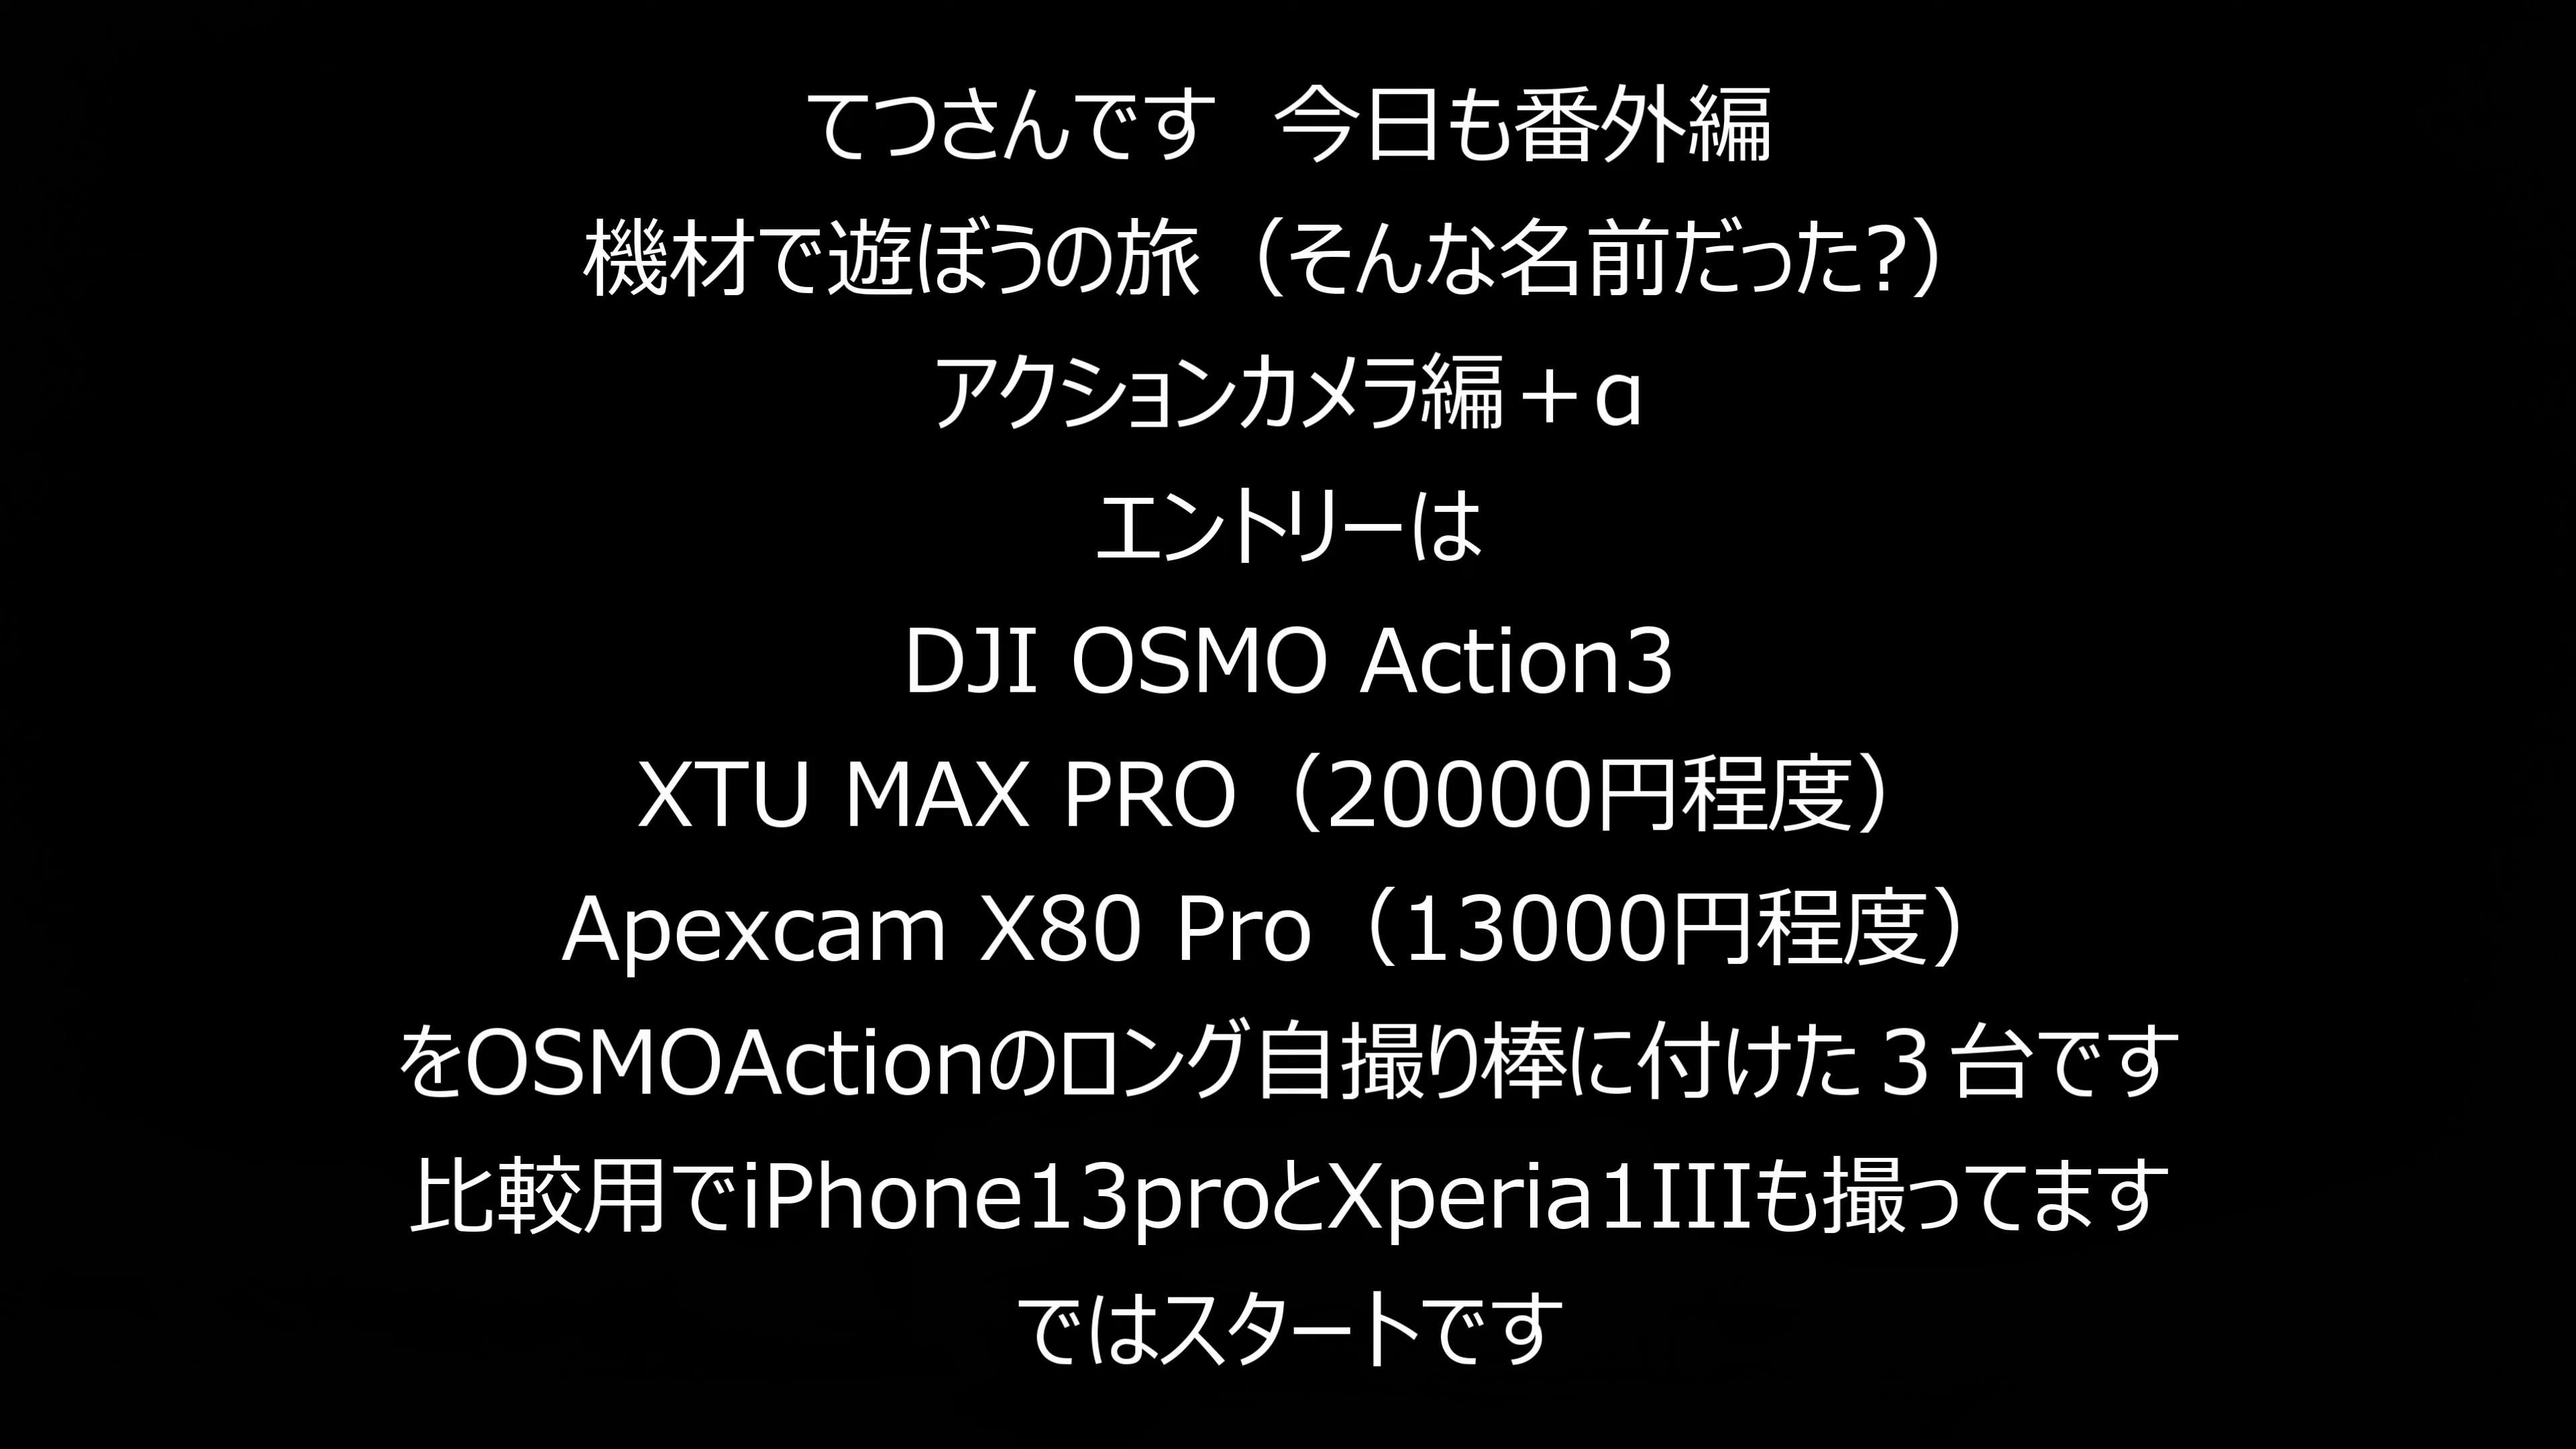 てつさんです　今日も番外編
機材で遊ぼうの旅（そんな名前だった?）
アクションカメラ編＋α
エントリーは
DJI OSMO Action3
XTU MAX PRO（20000円程度）
Apexcam X80 Pro（13000円程度）
をOSMOActionのロング自撮り棒に付けた３台です
比較用でiPhone13proとXperia1IIIも撮ってます
ではスタートです